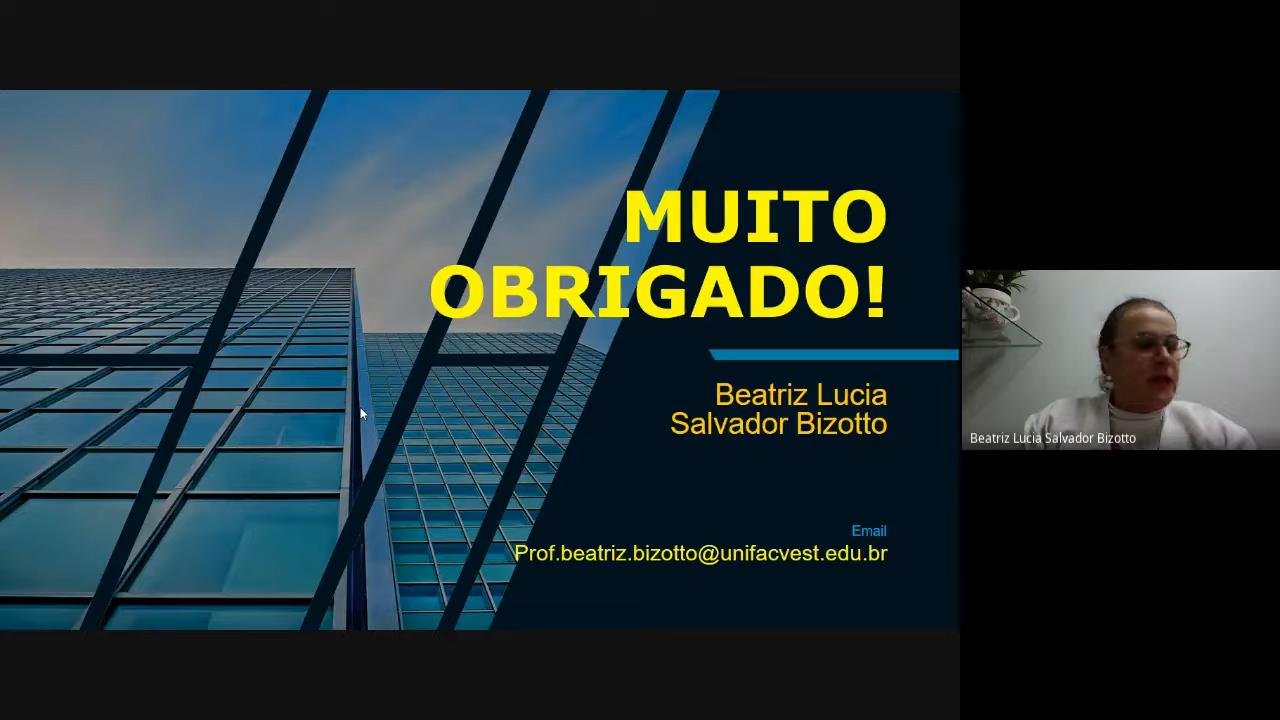 MUITO
OBRIGADO!
Beatriz Lucia
Salvador Bizotto
Email
Prof.beatriz.bizotto@unifacvest.edu.br
Beatriz Lucia Salvador Bizotto